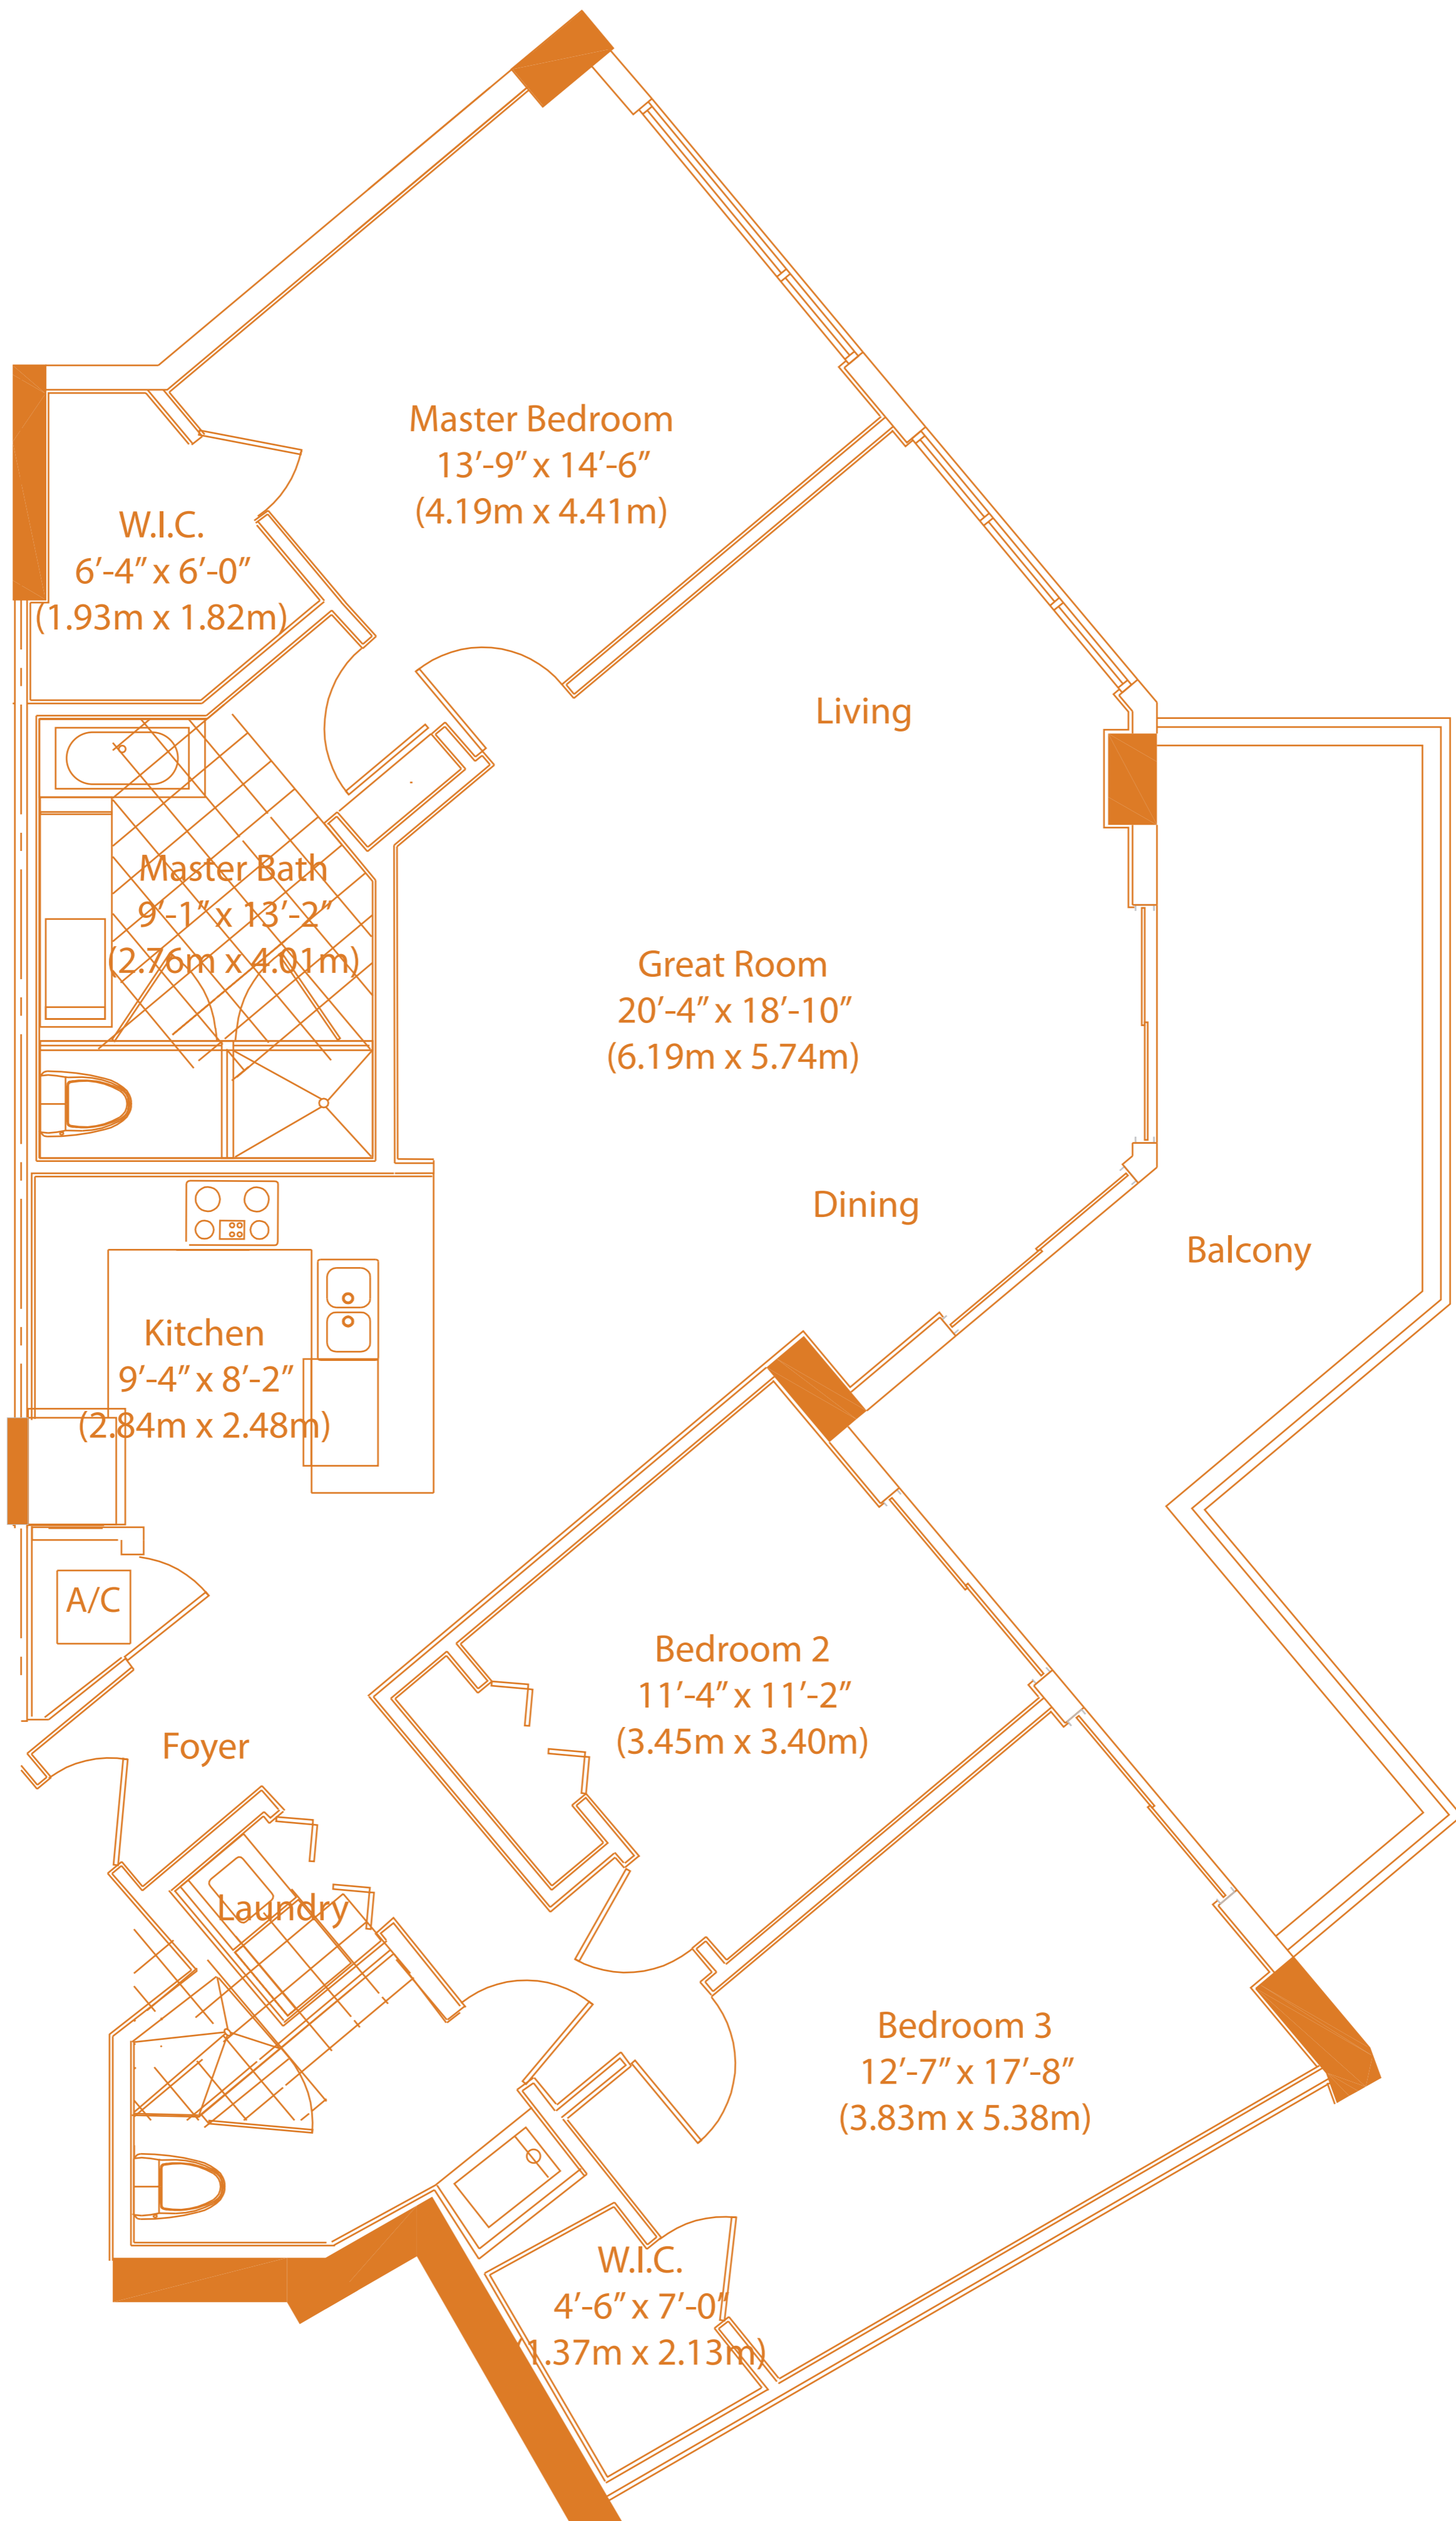 Master Bedroom
13′-9″ x 14′-6″
(4.19m x 4.41m)
W.I.C.
6′-4″ x 6′-0″
(1.93m x 1.82m)
Living
Master Bath
9′-1″ x 13′-2″
(2.76m x 4.01m)
Great Room
20′-4″ x 18′-10″
(6.19m x 5.74m)
Dining
Balcony
Kitchen
9′-4″ x 8′-2″
(2.84m x 2.48m)
A/C
Bedroom 2
11′-4″ x 11′-2″
(3.45m x 3.40m)
Foyer
Laundry
Bedroom 3
12′-7″ x 17′-8″
(3.83m x 5.38m)
W.I.C.
4′-6″ x 7′-0″
(1.37m x 2.13m)